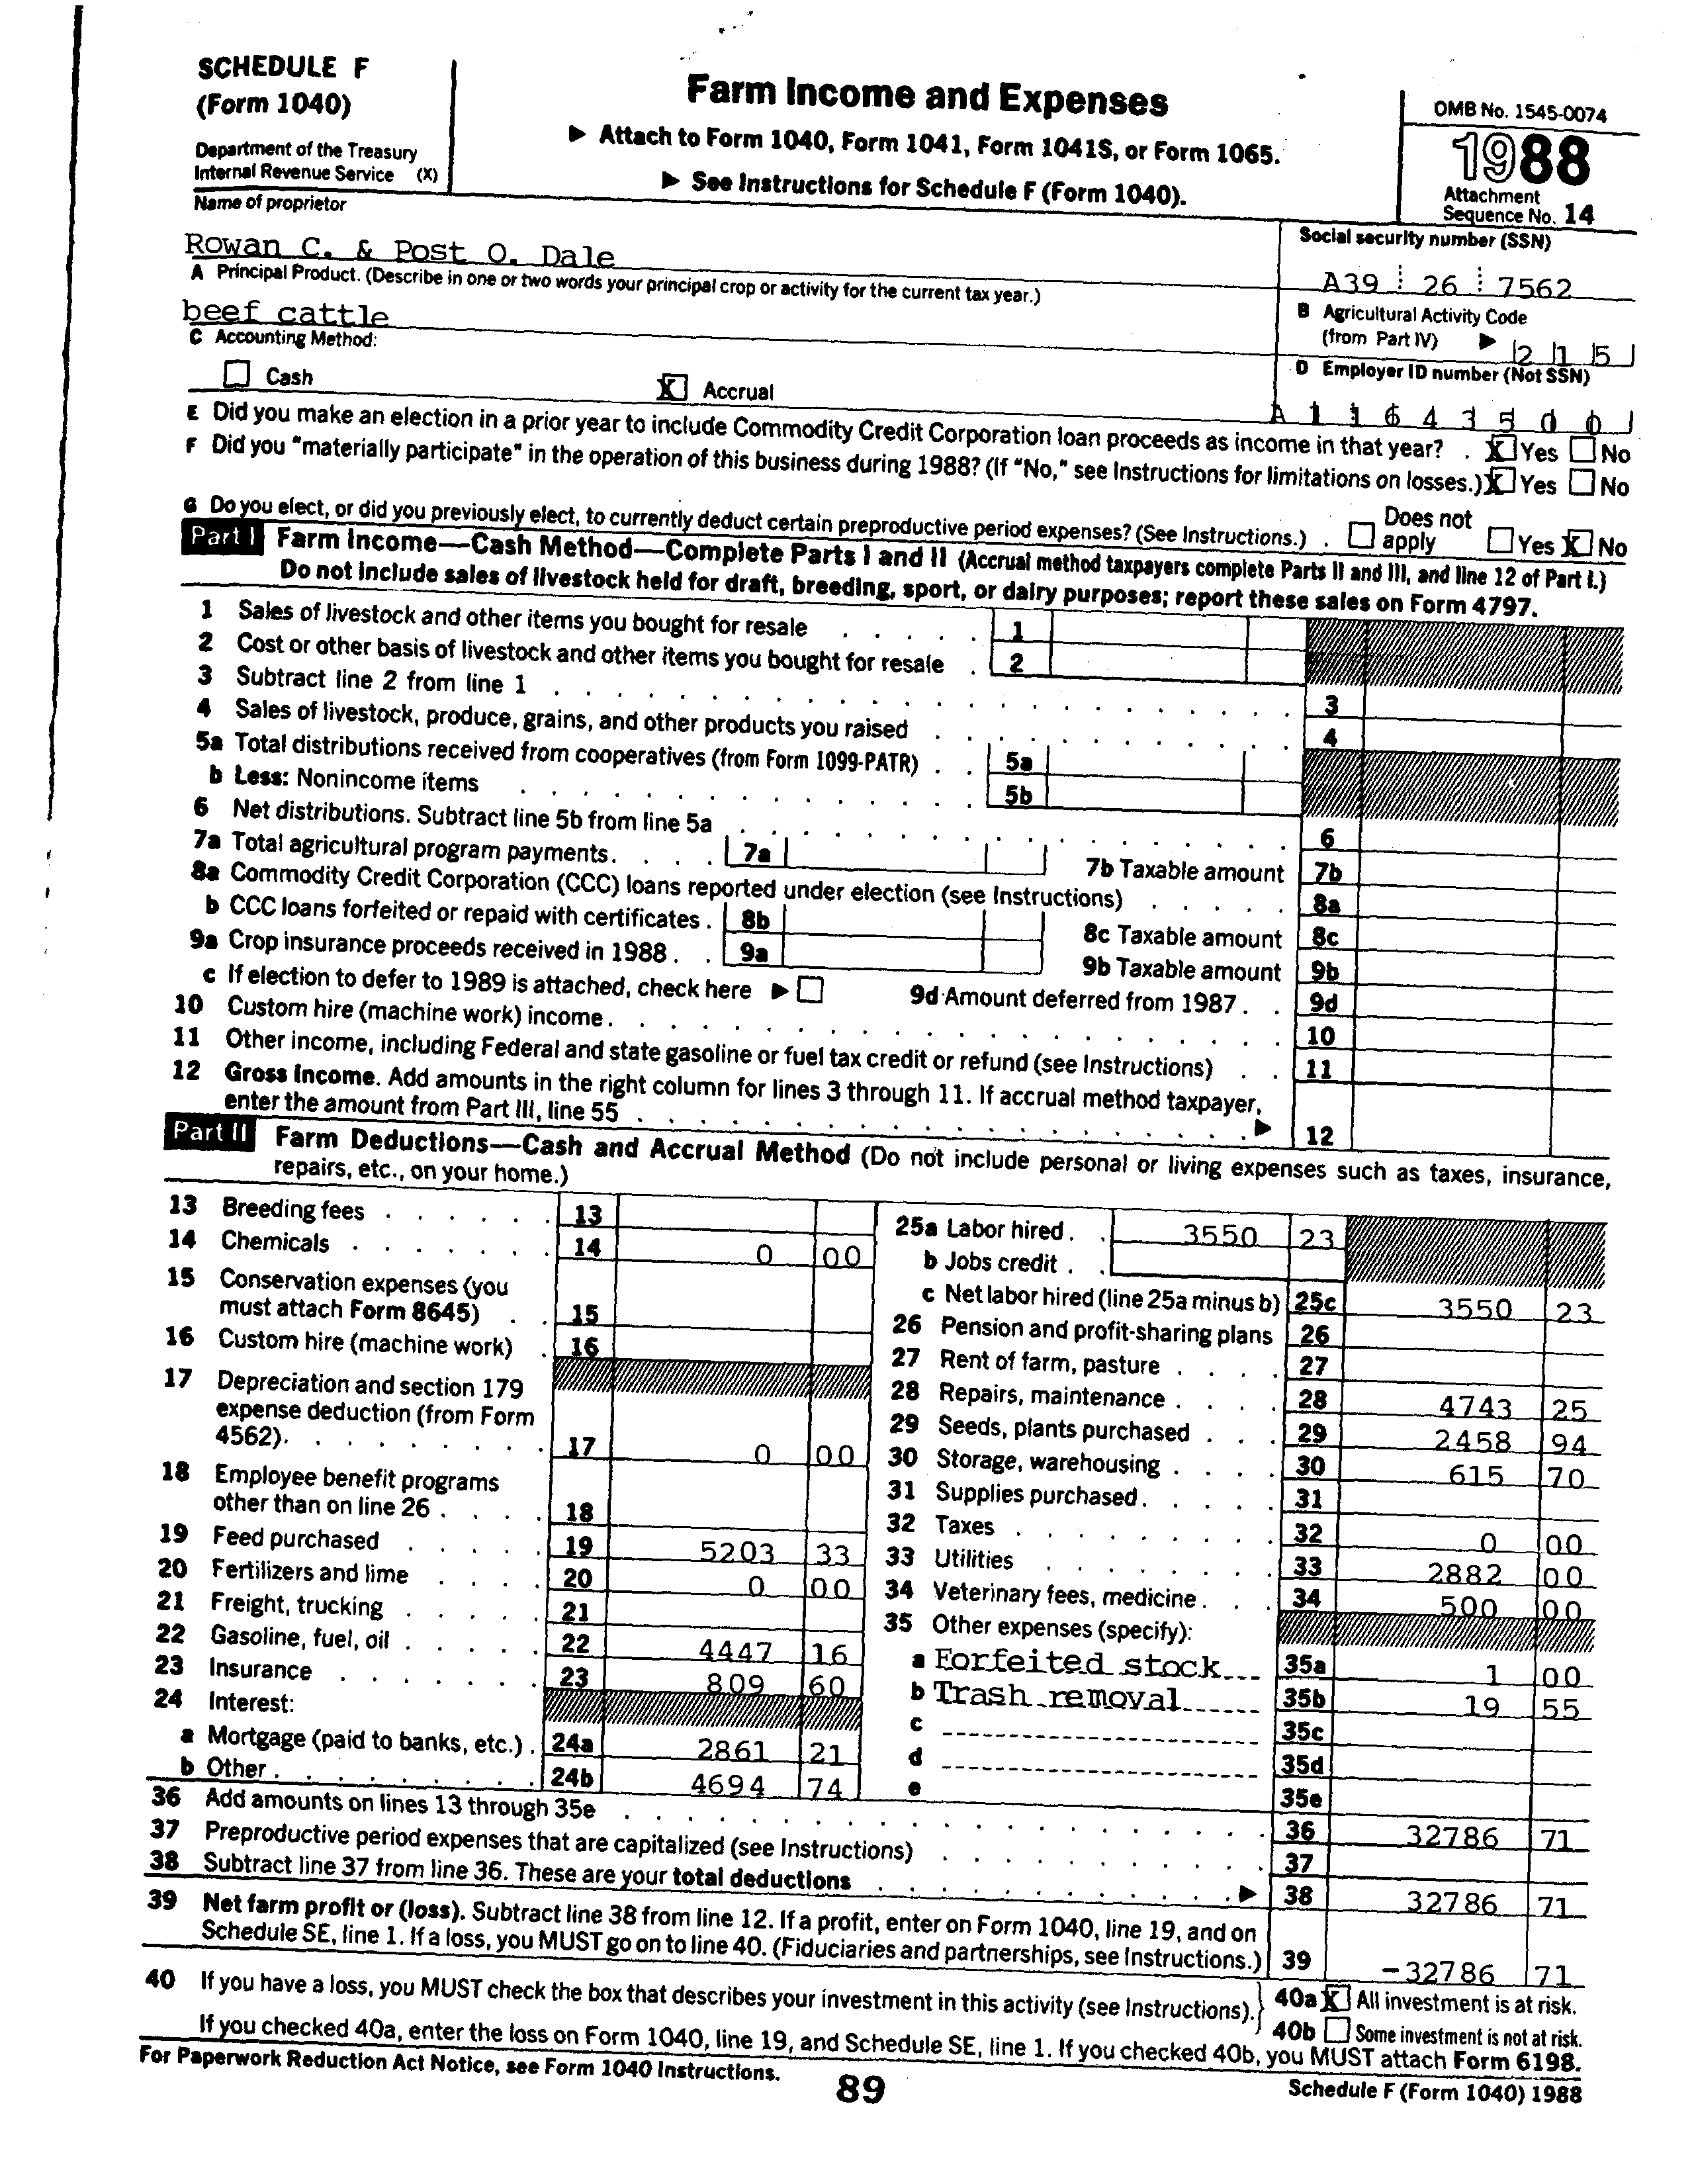 SCHEDULE F
(Form 1040)
Department of the Treasury
Internal Revenue Service (X)
Farm Income and Expenses
▶ Attach to Form 1040, Form 1041, Form 1041S, or Form 1065.
▶ See Instructions for Schedule F (Form 1040).
OMB No. 1545-0074
1988
Attachment
Sequence No. 14
Name of proprietor
Rowan C. & Post O. Dale
Social security number (SSN)
A39 26 7562
A Principal Product. (Describe in one or two words your principal crop or activity for the current tax year.)
beef cattle
B Agricultural Activity Code
(from Part IV) ▶ 2 1 5
C Accounting Method:
Cash X Accrual
D Employer ID number (Not SSN)
A 1 1 6 4 3 5 0 0
E Did you make an election in a prior year to include Commodity Credit Corporation loan proceeds as income in that year? . X Yes No
F Did you "materially participate" in the operation of this business during 1988? (If "No," see Instructions for limitations on losses.) X Yes No
G Do you elect, or did you previously elect, to currently deduct certain preproductive period expenses? (See Instructions.) . Does not apply Yes X No
Part I Farm Income—Cash Method—Complete Parts I and II (Accrual method taxpayers complete Parts II and III, and line 12 of Part I.)
Do not include sales of livestock held for draft, breeding, sport, or dairy purposes; report these sales on Form 4797.
1 Sales of livestock and other items you bought for resale . . . . . 1
2 Cost or other basis of livestock and other items you bought for resale . 2
3 Subtract line 2 from line 1 . . . . . 3
4 Sales of livestock, produce, grains, and other products you raised . . . . . 4
5a Total distributions received from cooperatives (from Form 1099-PATR) . . 5a
b Less: Nonincome items . . . . . 5b
6 Net distributions. Subtract line 5b from line 5a . . . . . 6
7a Total agricultural program payments. . . . . 7a 7b Taxable amount 7b
8a Commodity Credit Corporation (CCC) loans reported under election (see Instructions) . . . . . 8a
b CCC loans forfeited or repaid with certificates . 8b 8c Taxable amount 8c
9a Crop insurance proceeds received in 1988 . . 9a 9b Taxable amount 9b
c If election to defer to 1989 is attached, check here ▶ 9d Amount deferred from 1987 . . 9d
10 Custom hire (machine work) income . . . . . 10
11 Other income, including Federal and state gasoline or fuel tax credit or refund (see Instructions) . . 11
12 Gross income. Add amounts in the right column for lines 3 through 11. If accrual method taxpayer,
enter the amount from Part III, line 55 . . . . . ▶ 12
Part II Farm Deductions—Cash and Accrual Method (Do not include personal or living expenses such as taxes, insurance,
repairs, etc., on your home.)
13 Breeding fees . . . . . 13
14 Chemicals . . . . . 14 0 00
15 Conservation expenses (you
must attach Form 8645) . . 15
16 Custom hire (machine work) . 16
17 Depreciation and section 179
expense deduction (from Form
4562). . . . . 17 0 00
18 Employee benefit programs
other than on line 26 . . . . 18
19 Feed purchased . . . . . 19 5203 33
20 Fertilizers and lime . . . . 20 0 00
21 Freight, trucking . . . . . 21
22 Gasoline, fuel, oil . . . . . 22 4447 16
23 Insurance . . . . . 23 809 60
24 Interest:
a Mortgage (paid to banks, etc.) . 24a 2861 21
b Other . . . . . 24b 4694 74
25a Labor hired . . 3550 23
b Jobs credit . .
c Net labor hired (line 25a minus b) 25c 3550 23
26 Pension and profit-sharing plans 26
27 Rent of farm, pasture . . . . 27
28 Repairs, maintenance . . . . 28 4743 25
29 Seeds, plants purchased . . . 29 2458 94
30 Storage, warehousing . . . . 30 615 70
31 Supplies purchased . . . . . 31
32 Taxes . . . . . 32 0 00
33 Utilities . . . . . 33 2882 00
34 Veterinary fees, medicine . . . 34 500 00
35 Other expenses (specify):
a Forfeited stock 35a 1 00
b Trash removal 35b 19 55
c 35c
d 35d
e 35e
36 Add amounts on lines 13 through 35e . . . . . 36 32786 71
37 Preproductive period expenses that are capitalized (see Instructions) . . . . . 37
38 Subtract line 37 from line 36. These are your total deductions . . . . . ▶ 38 32786 71
39 Net farm profit or (loss). Subtract line 38 from line 12. If a profit, enter on Form 1040, line 19, and on
Schedule SE, line 1. If a loss, you MUST go on to line 40. (Fiduciaries and partnerships, see Instructions.) 39 -32786 71
40 If you have a loss, you MUST check the box that describes your investment in this activity (see Instructions). 40a X All investment is at risk.
40b Some investment is not at risk.
If you checked 40a, enter the loss on Form 1040, line 19, and Schedule SE, line 1. If you checked 40b, you MUST attach Form 6198.
For Paperwork Reduction Act Notice, see Form 1040 Instructions.
89
Schedule F (Form 1040) 1988